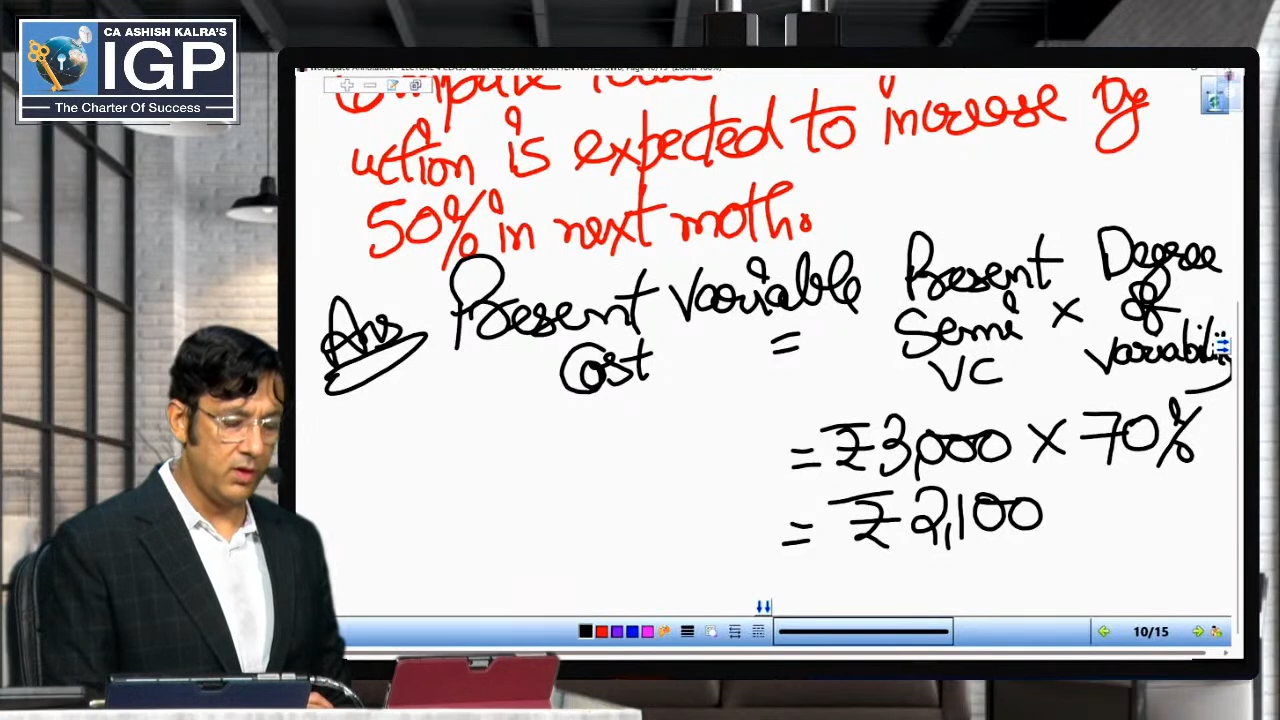 CA ASHISH KALRA'S
IGP
The Charter Of Success
uction is expected to increase by
50% in next moth.
Ans Present variable Cost = Present Semi VC × Degree of variability
= ₹3,000 × 70%
= ₹2,100
10/15